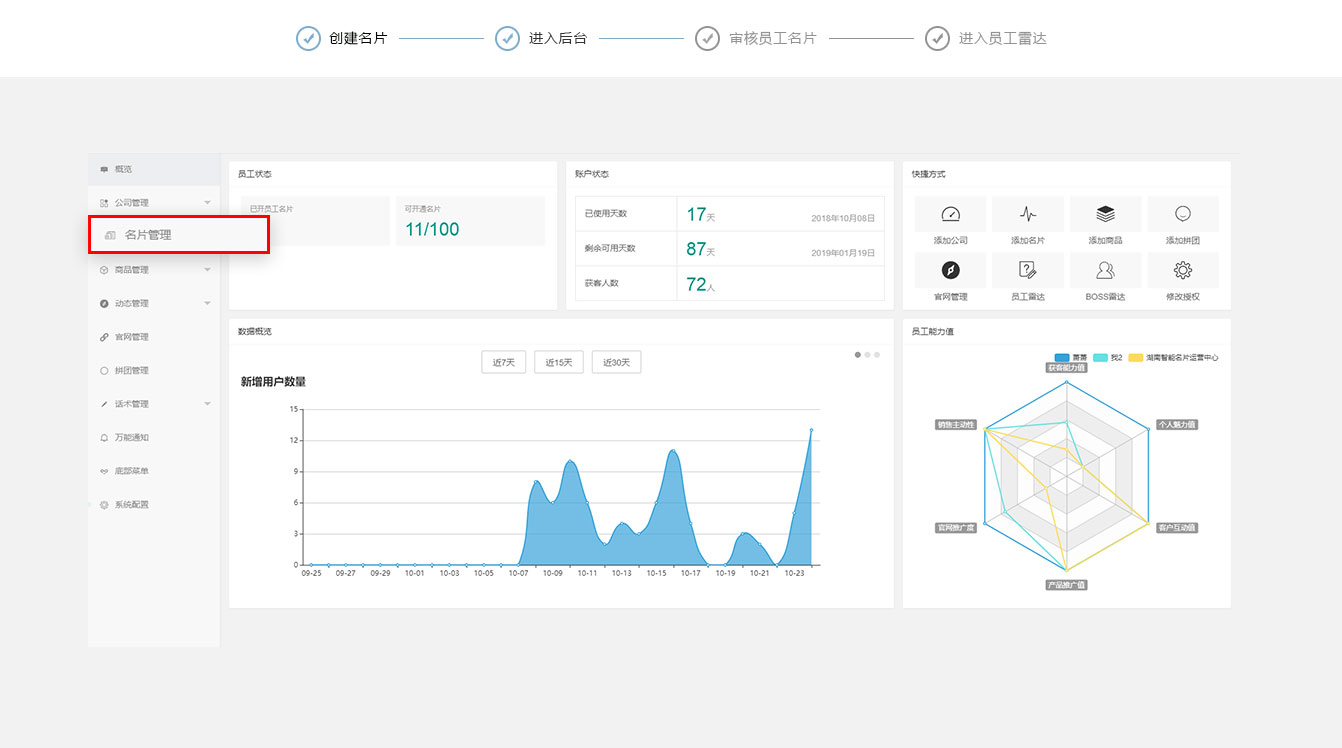 创建名片
进入后台
审核员工名片
进入员工雷达
概览
公司管理
名片管理
商品管理
动态管理
官网管理
拼团管理
话术管理
万能通知
底部菜单
系统配置
员工状态
已开员工名片
可开通名片
11/100
账户状态
已使用天数
17天
2018年10月08日
剩余可用天数
87天
2019年01月19日
获客人数
72人
快捷方式
添加公司
添加名片
添加商品
添加拼团
官网管理
员工雷达
BOSS雷达
修改授权
数据概览
近7天
近15天
近30天
新增用户数量
15
12
9
6
3
0
09-25
09-27
09-29
10-01
10-03
10-05
10-07
10-09
10-11
10-13
10-15
10-17
10-19
10-21
10-23
员工能力值
我2
湖南智能名片运营中心
获客能力值
销售主动性
个人魅力值
官网推广度
客户互动值
产品推广值